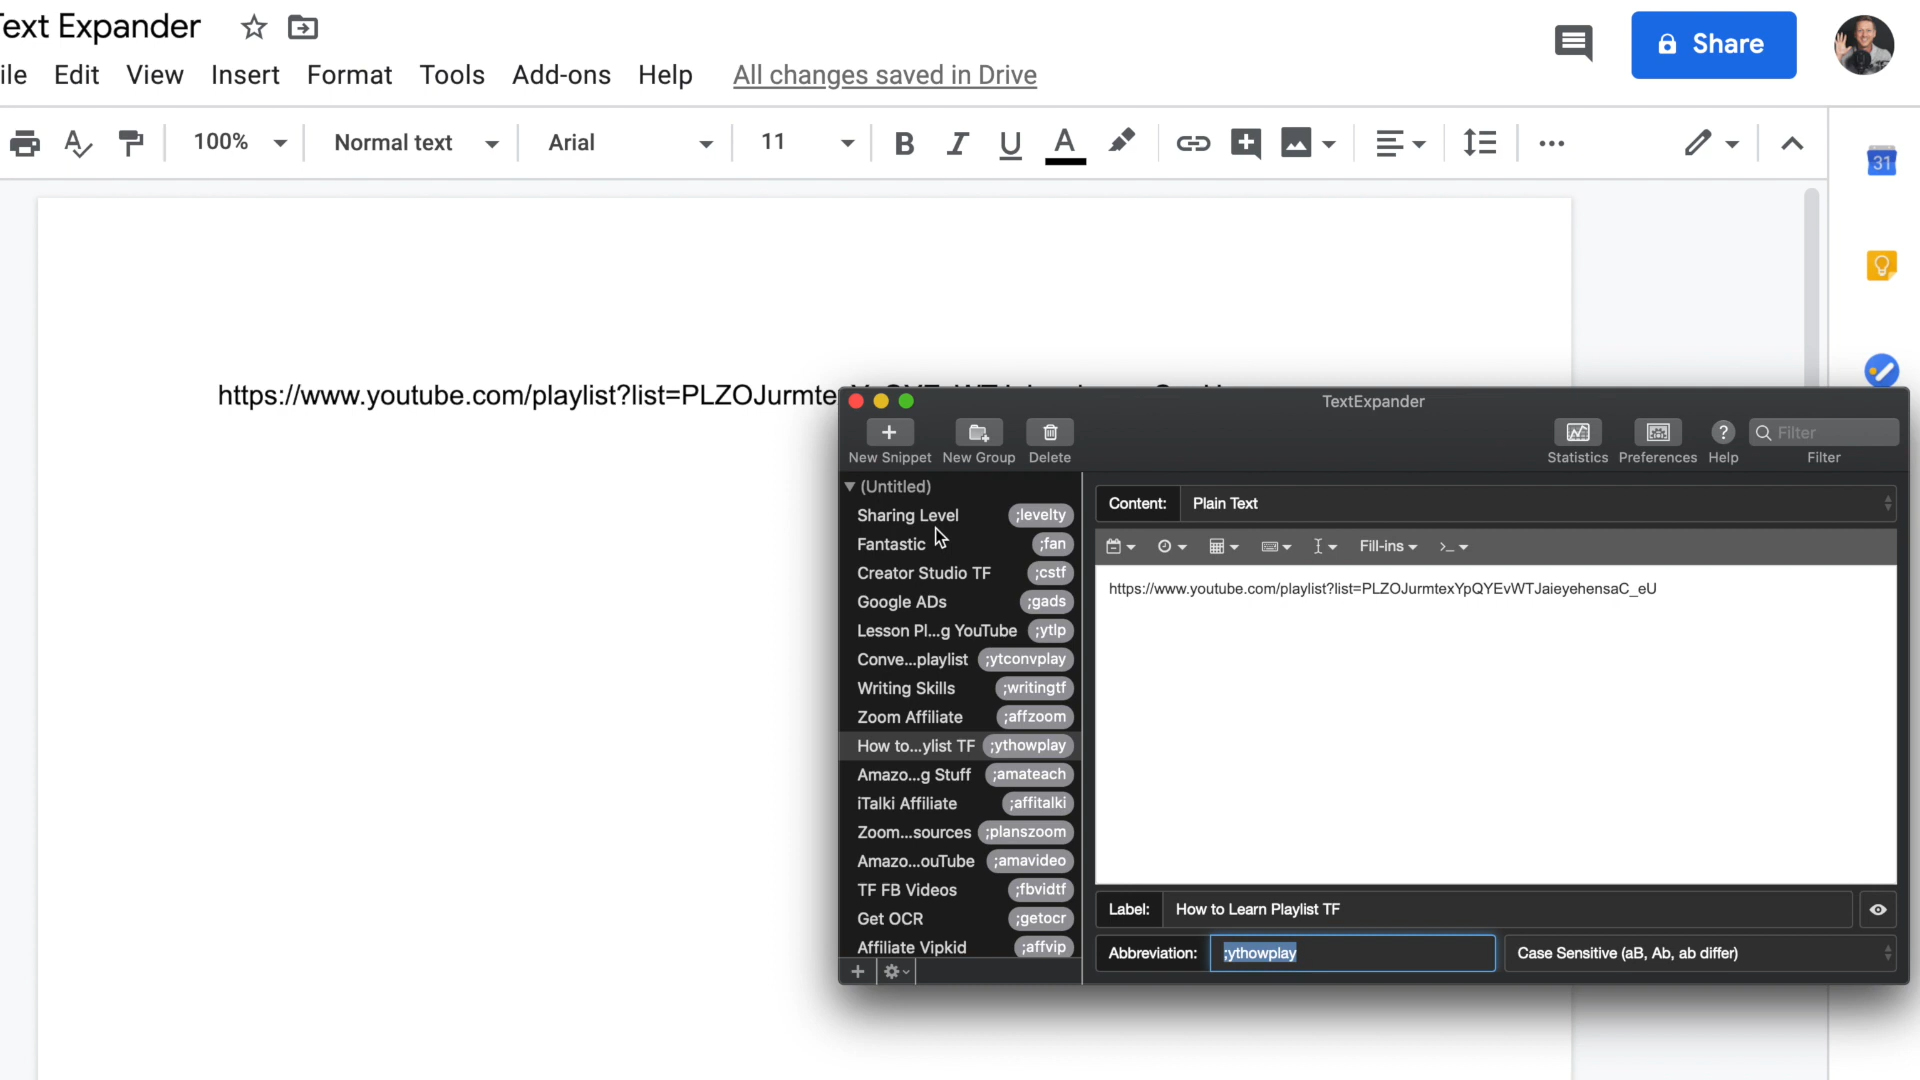 ext Expander
ile Edit View Insert Format Tools Add-ons Help All changes saved in Drive
Share
100% Normal text Arial 11 B I U A
31
https://www.youtube.com/playlist?list=PLZOJurmte
TextExpander
New Snippet New Group Delete
Statistics Preferences Help Filter
Filter
(Untitled)
Sharing Level ;levelty
Fantastic ;fan
Creator Studio TF ;cstf
Google ADs ;gads
Lesson Pl...g YouTube ;ytlp
Conve...playlist ;ytconvplay
Writing Skills ;writingtf
Zoom Affiliate ;affzoom
How to...ylist TF ;ythowplay
Amazo...g Stuff ;amateach
iTalki Affiliate ;affitalki
Zoom...sources ;planszoom
Amazo...ouTube ;amavideo
TF FB Videos ;fbvidtf
Get OCR ;getocr
Affiliate Vipkid ;affvip
Content: Plain Text
Fill-ins
https://www.youtube.com/playlist?list=PLZOJurmtexYpQYEvWTJaieyehensaC_eU
Label: How to Learn Playlist TF
Abbreviation: ;ythowplay Case Sensitive (aB, Ab, ab differ)